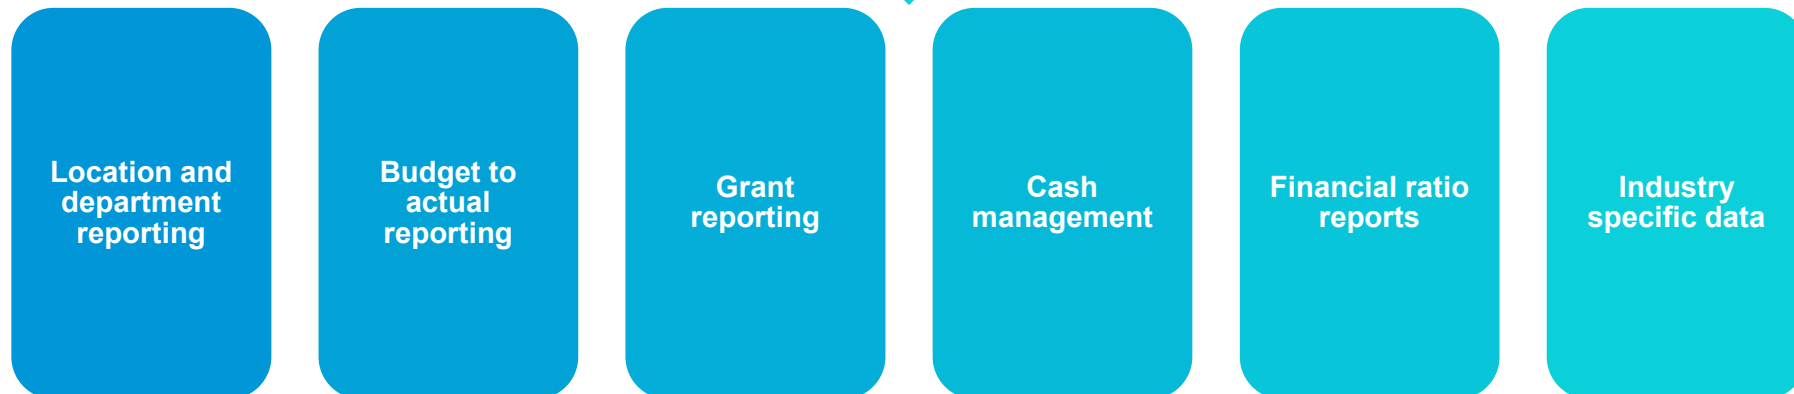 Location and
department
reporting
Budget to
actual
reporting
Grant
reporting
Cash
management
Financial ratio
reports
Industry
specific data